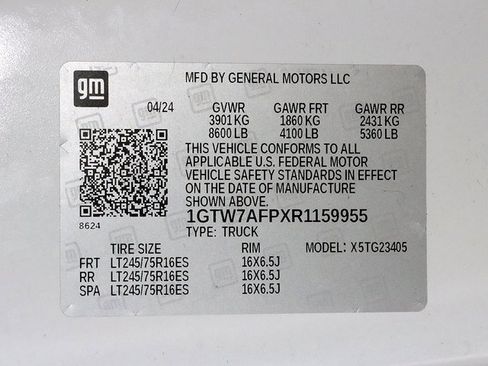 gm
MFD BY GENERAL MOTORS LLC
04/24 GVWR GAWR FRT GAWR RR
3901 KG 1860 KG 2431 KG
8600 LB 4100 LB 5360 LB
THIS VEHICLE CONFORMS TO ALL
APPLICABLE U.S. FEDERAL MOTOR
VEHICLE SAFETY STANDARDS IN EFFECT
ON THE DATE OF MANUFACTURE
SHOWN ABOVE.
8624
1GTW7AFPXR1159955
TYPE: TRUCK
TIRE SIZE RIM MODEL: X5TG23405
FRT LT245/75R16ES 16X6.5J
RR LT245/75R16ES 16X6.5J
SPA LT245/75R16ES 16X6.5J